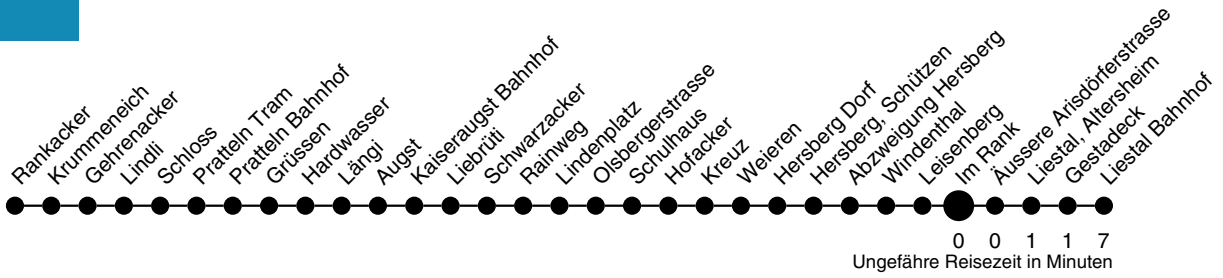 Rankacker
Krummeneich
Gehrenacker
Lindli
Schloss
Pratteln Tram
Pratteln Bahnhof
Grüssen
Hardwasser
Längi
Augst
Kaiseraugst Bahnhof
Liebrüti
Schwarzacker
Rainweg
Lindenplatz
Olsbergerstrasse
Schulhaus
Hofacker
Kreuz
Weieren
Hersberg Dorf
Hersberg, Schützen
Abzweigung Hersberg
Windenthal
Leisenberg
Im Rank
Äussere Arisdörferstrasse
Liestal, Altersheim
Gestadeck
Liestal Bahnhof
0 0 1 1 7
Ungefähre Reisezeit in Minuten